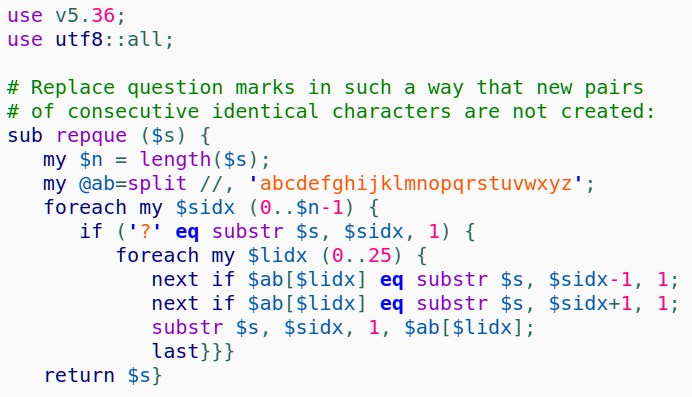 use v5.36;
use utf8::all;

# Replace question marks in such a way that new pairs
# of consecutive identical characters are not created:
sub repque ($s) {
   my $n = length($s);
   my @ab=split //, 'abcdefghijklmnopqrstuvwxyz';
   foreach my $sidx (0..$n-1) {
      if ('?' eq substr $s, $sidx, 1) {
         foreach my $lidx (0..25) {
            next if $ab[$lidx] eq substr $s, $sidx-1, 1;
            next if $ab[$lidx] eq substr $s, $sidx+1, 1;
            substr $s, $sidx, 1, $ab[$lidx];
            last}}}
   return $s}